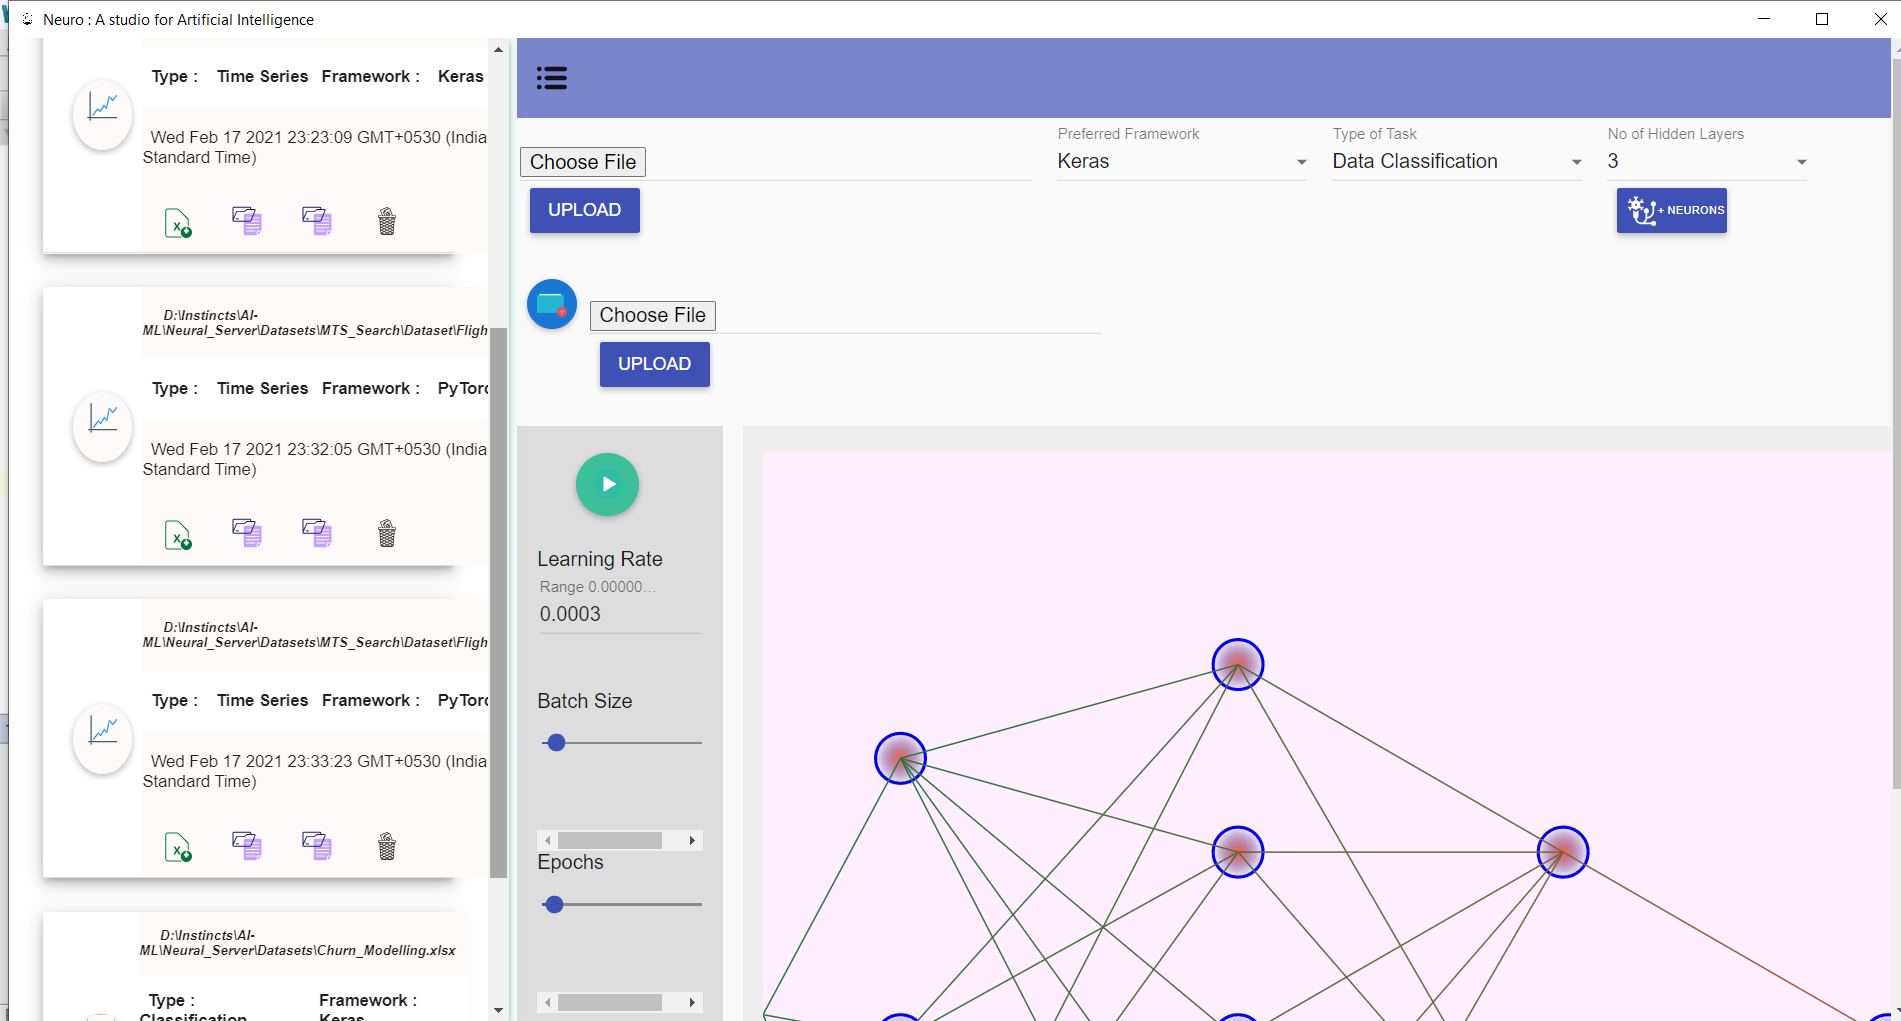 Neuro : A studio for Artificial Intelligence
Type : Time Series Framework : Keras
Wed Feb 17 2021 23:23:09 GMT+0530 (India
Standard Time)
D:\Instincts\AI-
ML\Neural_Server\Datasets\MTS_Search\Dataset\Fligh
Type : Time Series Framework : PyTorc
Wed Feb 17 2021 23:32:05 GMT+0530 (India
Standard Time)
D:\Instincts\AI-
ML\Neural_Server\Datasets\MTS_Search\Dataset\Fligh
Type : Time Series Framework : PyTorc
Wed Feb 17 2021 23:33:23 GMT+0530 (India
Standard Time)
D:\Instincts\AI-
ML\Neural_Server\Datasets\Churn_Modelling.xlsx
Type : Framework :
Classification Keras
Preferred Framework
Keras
Type of Task
Data Classification
No of Hidden Layers
3
Choose File
UPLOAD
+ NEURONS
Choose File
UPLOAD
Learning Rate
Range 0.00000…
0.0003
Batch Size
Epochs